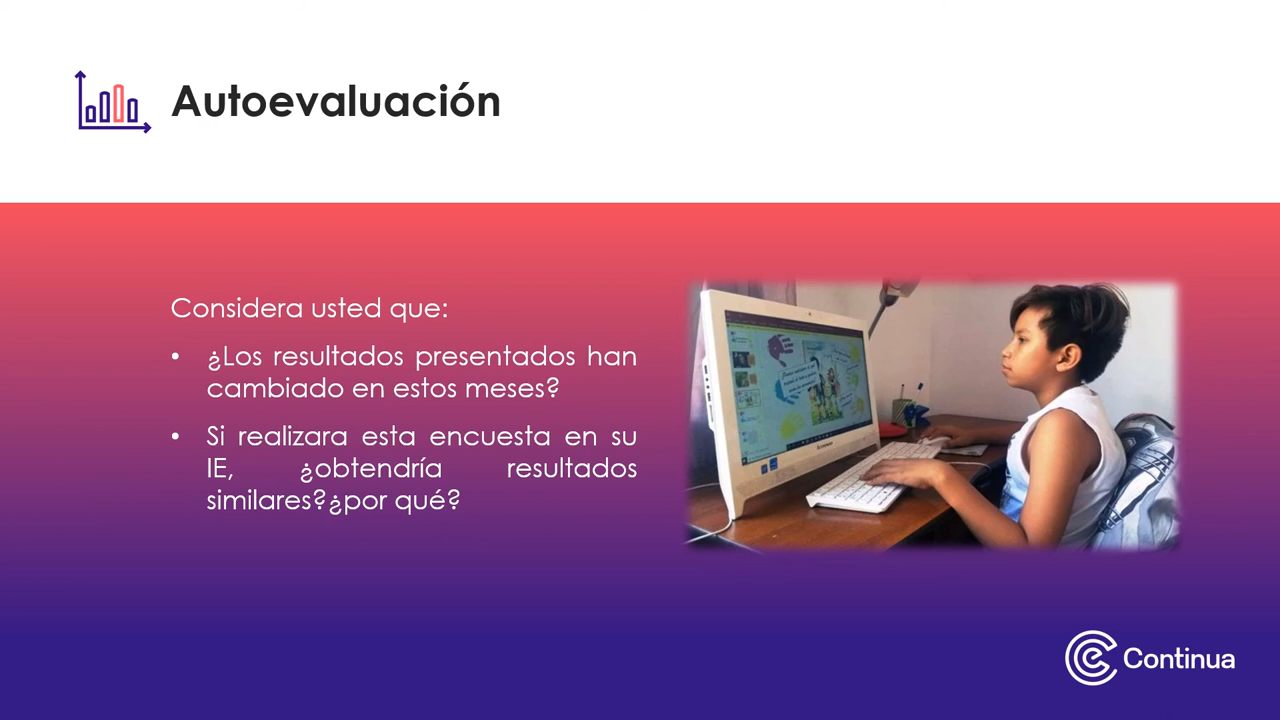 Autoevaluación
Considera usted que:
• ¿Los resultados presentados han
cambiado en estos meses?
• Si realizara esta encuesta en su
IE, ¿obtendría resultados
similares?¿por qué?
Continua